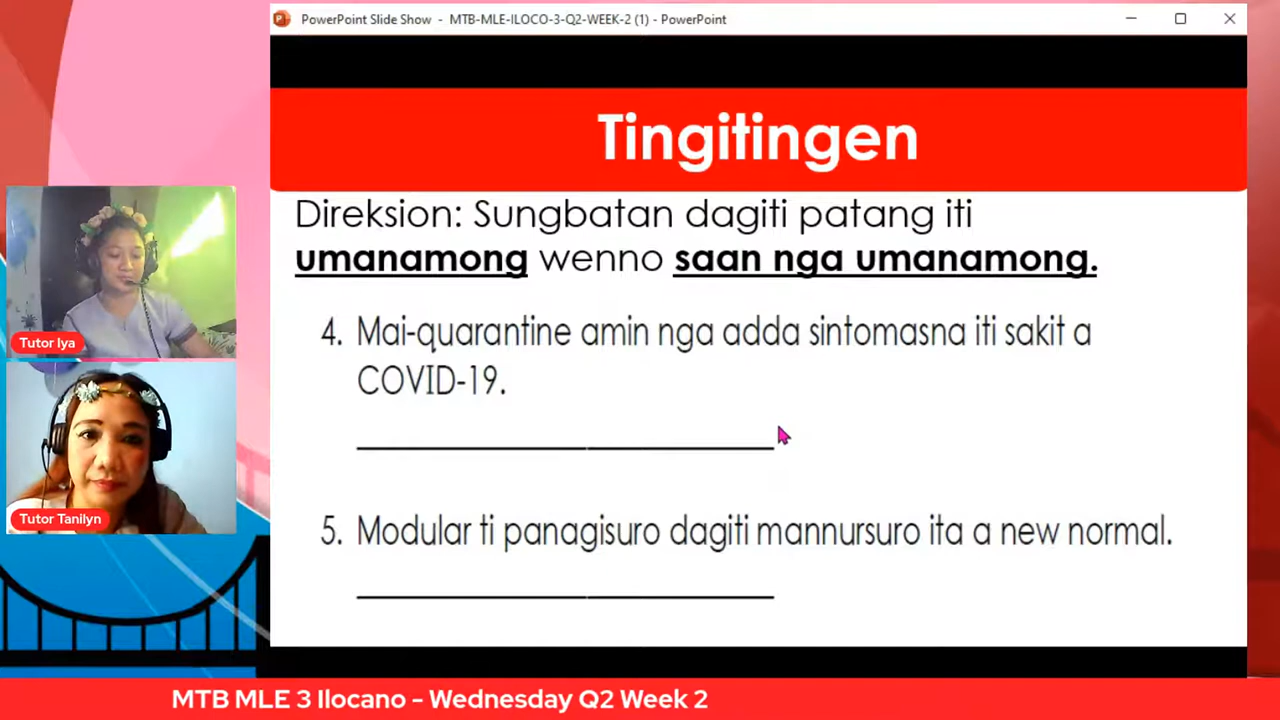 PowerPoint Slide Show - MTB-MLE-ILOCO-3-Q2-WEEK-2 (1) - PowerPoint
Tingitingen
Direksion: Sungbatan dagiti patang iti
umanamong wenno saan nga umanamong.
4. Mai-quarantine amin nga adda sintomasna iti sakit a
COVID-19.
5. Modular ti panagisuro dagiti mannursuro ita a new normal.
Tutor Iya
Tutor Tanilyn
MTB MLE 3 Ilocano - Wednesday Q2 Week 2